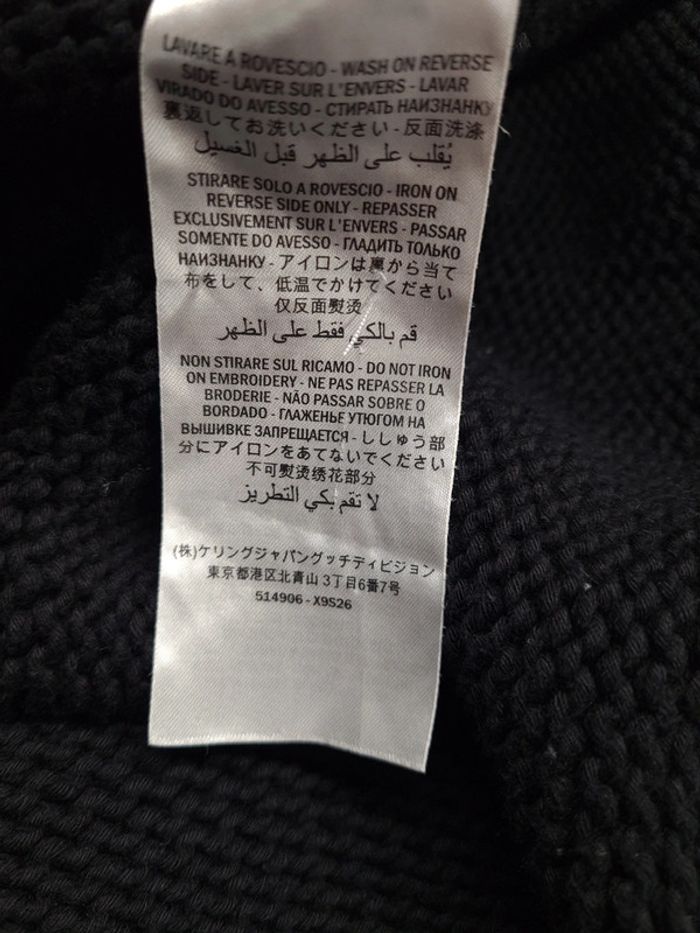 LAVARE A ROVESCIO - WASH ON REVERSE
SIDE - LAVER SUR L'ENVERS - LAVAR
VIRADO DO AVESSO - СТИРАТЬ НАИЗНАНКУ
裏返してお洗いください - 反面洗涤
يُقلب على الظهر قبل الغسيل
STIRARE SOLO A ROVESCIO - IRON ON
REVERSE SIDE ONLY - REPASSER
EXCLUSIVEMENT SUR L'ENVERS - PASSAR
SOMENTE DO AVESSO - ГЛАДИТЬ ТОЛЬКО
НАИЗНАНКУ - アイロンは裏から当て
布をして、低温でかけてください
仅反面熨烫
قم بالكي فقط على الظهر
NON STIRARE SUL RICAMO - DO NOT IRON
ON EMBROIDERY - NE PAS REPASSER LA
BRODERIE - NÃO PASSAR SOBRE O
BORDADO - ГЛАЖЕНЬЕ УТЮГОМ НА
ВЫШИВКЕ ЗАПРЕЩАЕТСЯ - ししゅう部
分にアイロンをあてないでください
不可熨烫绣花部分
لا تقم بكي التطريز
(株)ケリングジャパングッチディビジョン
東京都港区北青山 3丁目6番7号
514906 - X9S26